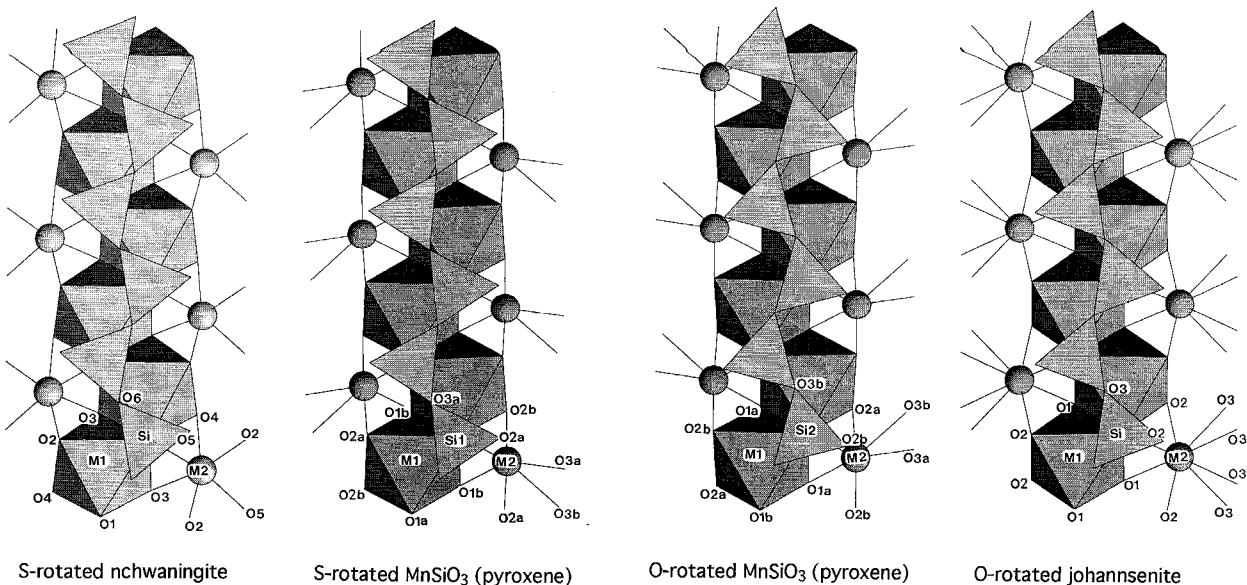 O6
O3
O4
O2
Si
O5
O2
M1
M2
O4
O3
O1
O2
O5
S-rotated nchwaningite
O3a
O1b
O2b
O2a
Si1
O2a
M1
M2
O3a
O2b
O1b
O1a
O2a
O3b
S-rotated MnSiO₃ (pyroxene)
O3b
O1a
O2a
O3b
O2b
Si2
O2b
M1
M2
O3a
O2a
O1a
O1b
O2b
O-rotated MnSiO₃ (pyroxene)
O3
O1
O2
O3
O2
Si
O2
O3
M1
M2
O3
O2
O1
O3
O1
O2
O-rotated johannsenite